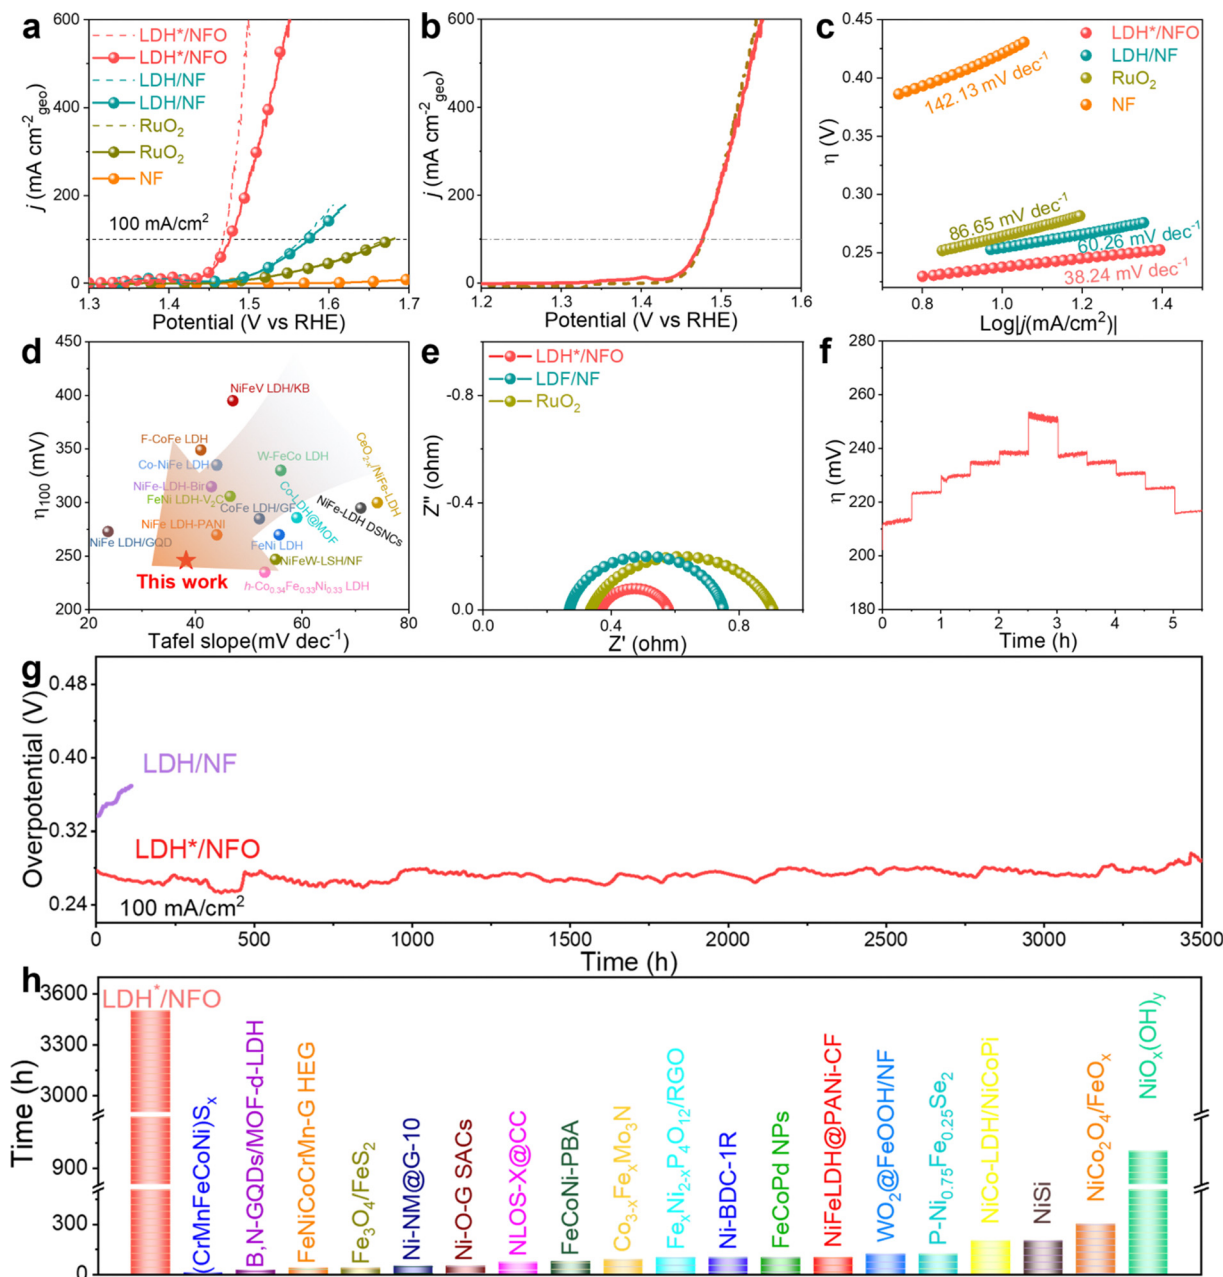 a
600
400
200
0
j (mA cm⁻²geo)
LDH*/NFO
LDH*/NFO
LDH/NF
LDH/NF
RuO₂
RuO₂
NF
100 mA/cm²
1.3 1.4 1.5 1.6 1.7
Potential (V vs RHE)
b
600
400
200
0
j (mA cm⁻²geo)
1.2 1.3 1.4 1.5 1.6
Potential (V vs RHE)
c
0.45
0.40
0.35
0.30
0.25
η (V)
LDH*/NFO
LDH/NF
RuO₂
NF
142.13 mV dec⁻¹
86.65 mV dec⁻¹
60.26 mV dec⁻¹
38.24 mV dec⁻¹
0.8 1.0 1.2 1.4
Log|j(mA/cm²)|
d
450
400
350
300
250
200
η₁₀₀ (mV)
NiFeV LDH/KB
F-CoFe LDH
Co-NiFe LDH
W-FeCo LDH
CeO₂₋ₓ/NiFe-LDH
NiFe-LDH-Bir
FeNi LDH-V₂C
CoFe LDH/GF
Co-LDH@MOF
NiFe-LDH DSNCs
NiFe LDH-PANI
NiFe LDH/GQD
FeNi LDH
NiFeW-LSH/NF
This work
h-Co₀.₃₄Fe₀.₃₃Ni₀.₃₃ LDH
20 40 60 80
Tafel slope(mV dec⁻¹)
e
-0.8
-0.4
0.0
Z'' (ohm)
LDH*/NFO
LDF/NF
RuO₂
0.0 0.4 0.8
Z' (ohm)
f
280
260
240
220
200
180
η (mV)
0 1 2 3 4 5
Time (h)
g
0.48
0.40
0.32
0.24
Overpotential (V)
LDH/NF
LDH*/NFO
100 mA/cm²
0 500 1000 1500 2000 2500 3000 3500
Time (h)
h
3600
3300
3000
900
300
0
Time (h)
LDH*/NFO
(CrMnFeCoNi)Sₓ
B,N-GQDs/MOF-d-LDH
FeNiCoCrMn-G HEG
Fe₃O₄/FeS₂
Ni-NM@G-10
Ni-O-G SACs
NLOS-X@CC
FeCoNi-PBA
Co₃₋ₓFeₓMo₃N
FeₓNi₂₋ₓP₄O₁₂/RGO
Ni-BDC-1R
FeCoPd NPs
NiFeLDH@PANi-CF
WO₂@FeOOH/NF
P-Ni₀.₇₅Fe₀.₂₅Se₂
NiCo-LDH/NiCoPi
NiSi
NiCo₂O₄/FeOₓ
NiOₓ(OH)ᵧ